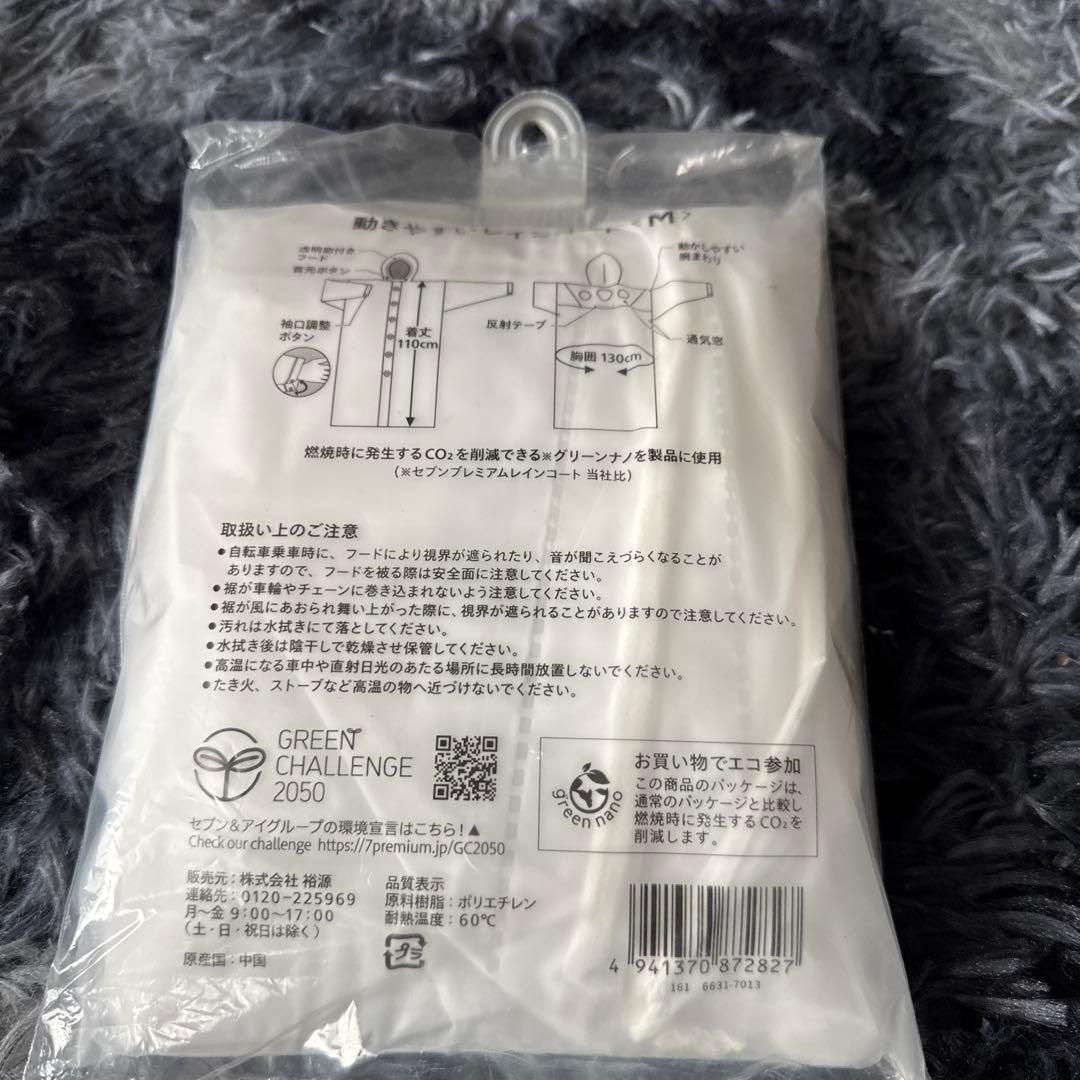 動きやすいレインコート<M>
透明窓付き
フード
首元ボタン
袖口調整
ボタン
着丈
110cm
動かしやすい
腕まわり
反射テープ
通気窓
胸囲 130cm
燃焼時に発生するCO₂を削減できる※グリーンナノを製品に使用
(※セブンプレミアムレインコート 当社比)
取扱い上のご注意
●自転車乗車時に、フードにより視界が遮られたり、音が聞こえづらくなることが
ありますので、フードを被る際は安全面に注意してください。
●裾が車輪やチェーンに巻き込まれないよう注意してください。
●裾が風にあおられ舞い上がった際に、視界が遮られることがありますので注意してください。
●汚れは水拭きにて落としてください。
●水拭き後は陰干しで乾燥させ保管してください。
●高温になる車中や直射日光のあたる場所に長時間放置しないでください。
●たき火、ストーブなど高温の物へ近づけないでください。
GREEN
CHALLENGE
2050
セブン&アイグループの環境宣言はこちら!▲
Check our challenge https://7premium.jp/GC2050
green nano
お買い物でエコ参加
この商品のパッケージは、
通常のパッケージと比較し
燃焼時に発生するCO₂を
削減します。
販売元:株式会社 裕源
連絡先:0120-225969
月~金 9:00~17:00
(土・日・祝日は除く)
原産国:中国
品質表示
原料樹脂:ポリエチレン
耐熱温度:60℃
プラ
4 941370 872827
161 6631-7013